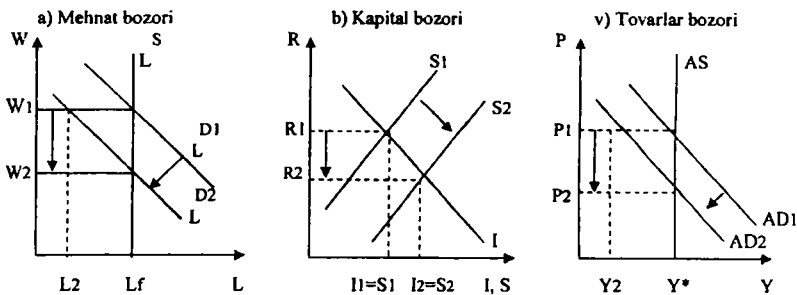 a) Mehnat bozori
W
S
L
W1
D1
L
W2
D2
L
L2
Lf
L
b) Kapital bozori
R
S1
S2
R1
R2
I
I1=S1
I2=S2
I, S
v) Tovarlar bozori
P
AS
P1
P2
AD1
AD2
Y2
Y*
Y